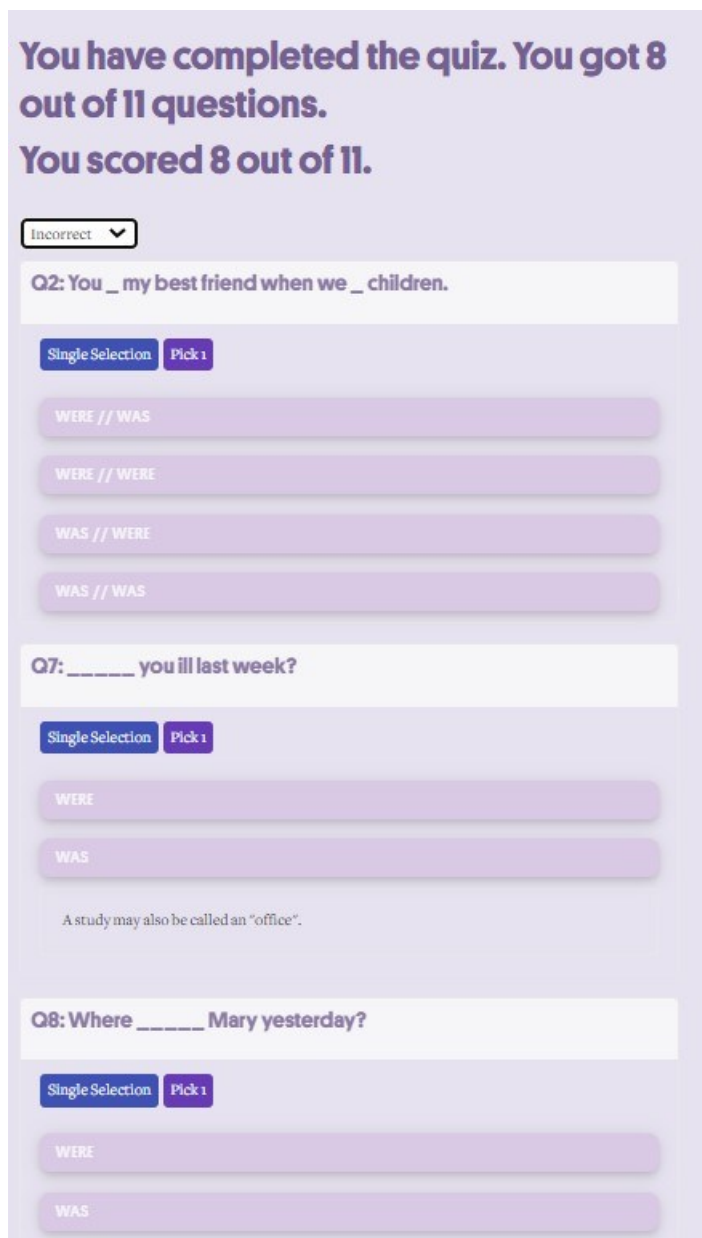 You have completed the quiz. You got 8
out of 11 questions.
You scored 8 out of 11.
Incorrect
Q2: You _ my best friend when we _ children.
Single Selection Pick 1
WERE // WAS
WERE // WERE
WAS // WERE
WAS // WAS
Q7: _____ you ill last week?
Single Selection Pick 1
WERE
WAS
A study may also be called an "office".
Q8: Where _____ Mary yesterday?
Single Selection Pick 1
WERE
WAS